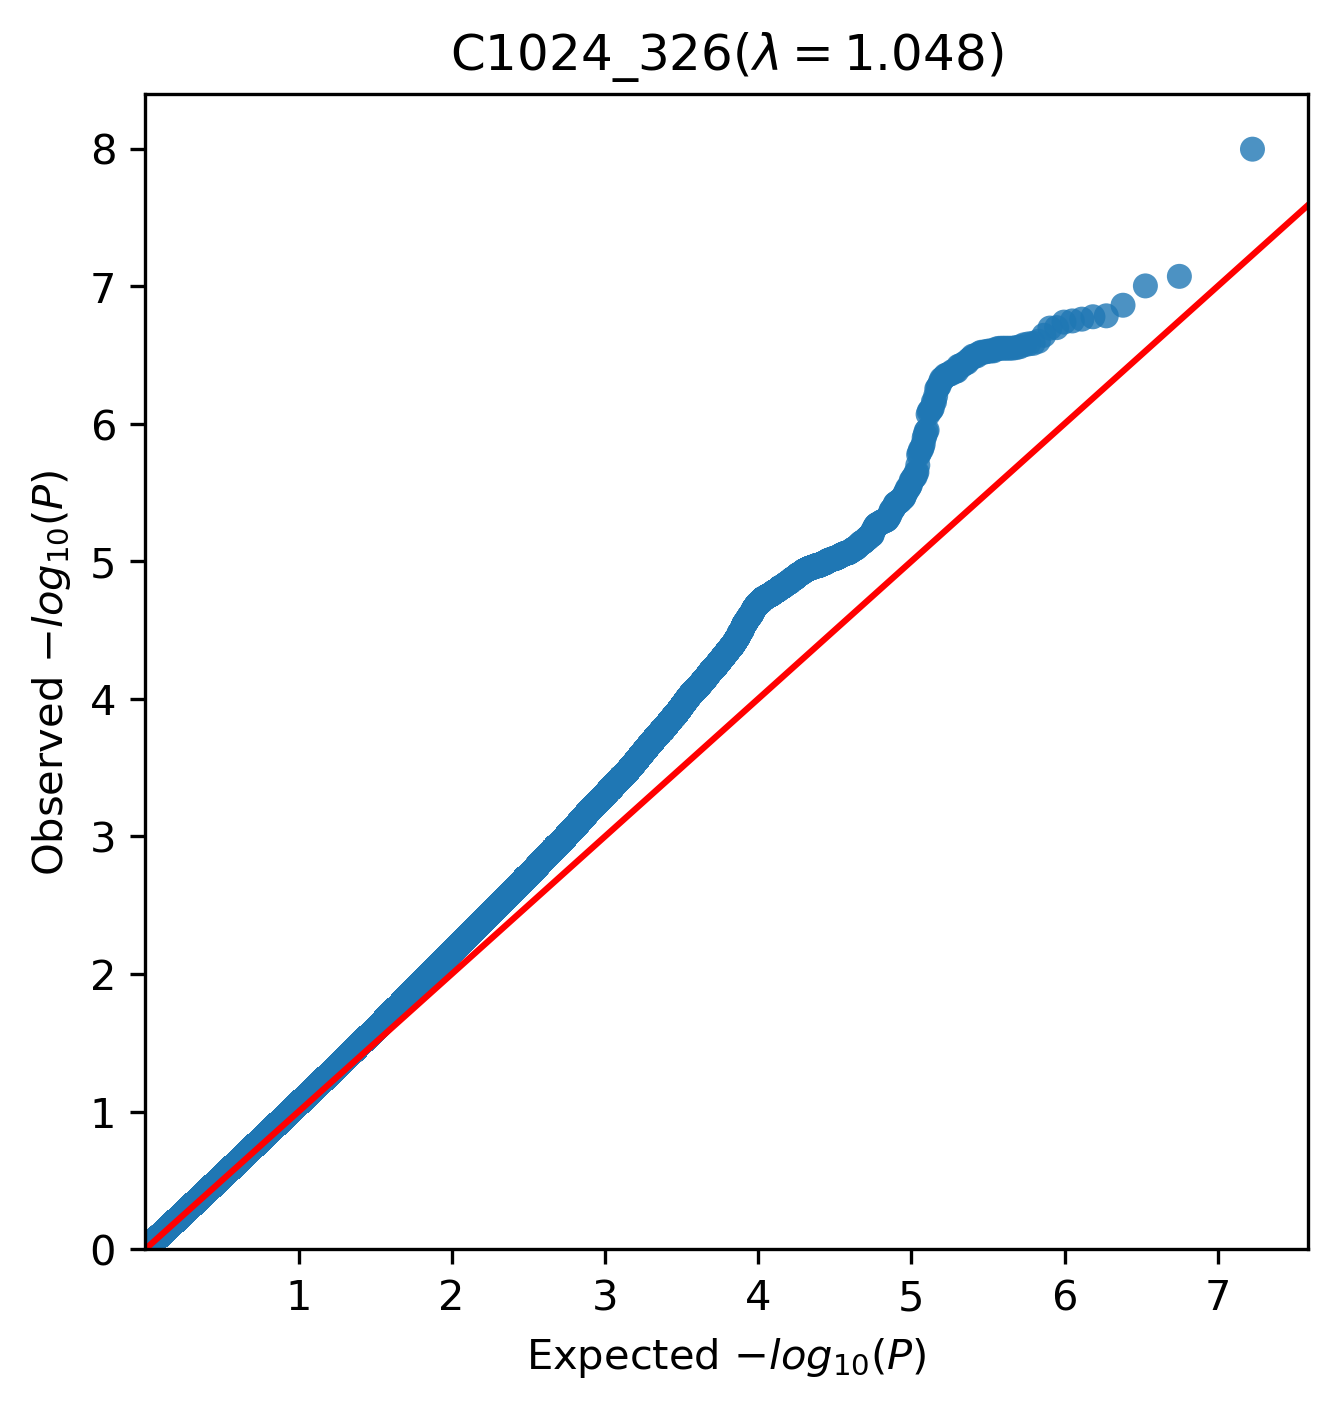 C1024_326(λ = 1.048)
8
7
6
5
4
3
2
1
0
Observed −log₁₀(P)
1 2 3 4 5 6 7
Expected −log₁₀(P)